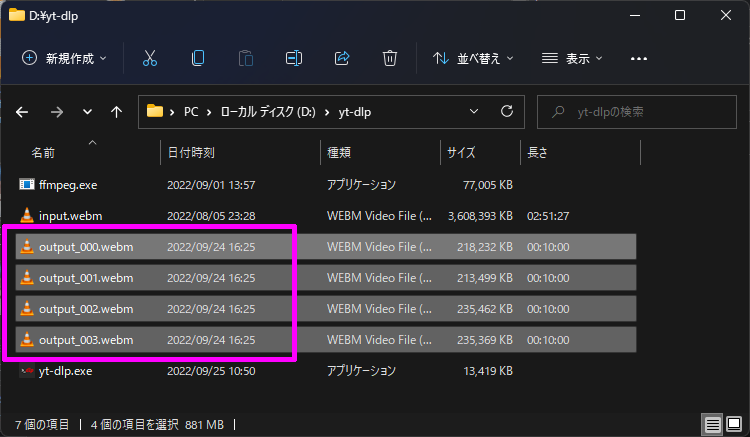 D:¥yt-dlp
新規作成 並べ替え 表示
PC ローカル ディスク (D:) yt-dlp yt-dlpの検索
名前 日付時刻 種類 サイズ 長さ
ffmpeg.exe 2022/09/01 13:57 アプリケーション 77,005 KB
input.webm 2022/08/05 23:28 WEBM Video File (... 3,608,393 KB 02:51:27
output_000.webm 2022/09/24 16:25 WEBM Video File (... 218,232 KB 00:10:00
output_001.webm 2022/09/24 16:25 WEBM Video File (... 213,499 KB 00:10:00
output_002.webm 2022/09/24 16:25 WEBM Video File (... 235,462 KB 00:10:00
output_003.webm 2022/09/24 16:25 WEBM Video File (... 235,369 KB 00:10:00
yt-dlp.exe 2022/09/25 10:50 アプリケーション 13,419 KB
7 個の項目 4 個の項目を選択 881 MB